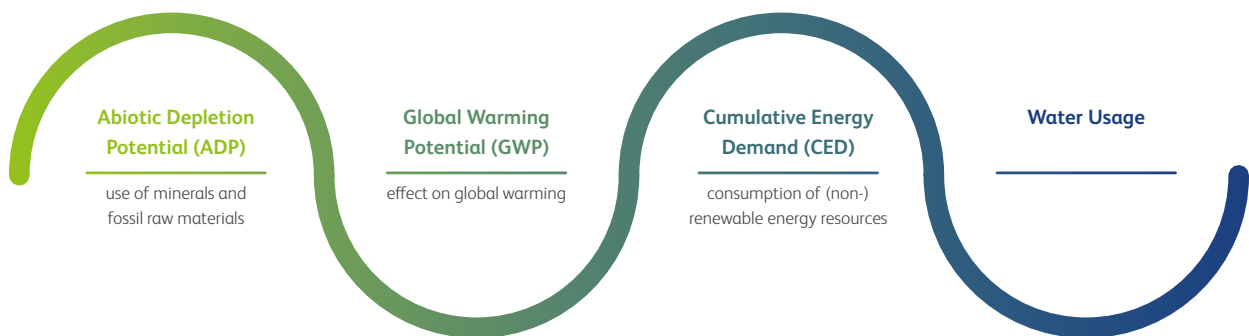 Abiotic Depletion
Potential (ADP)
use of minerals and
fossil raw materials
Global Warming
Potential (GWP)
effect on global warming
Cumulative Energy
Demand (CED)
consumption of (non-)
renewable energy resources
Water Usage